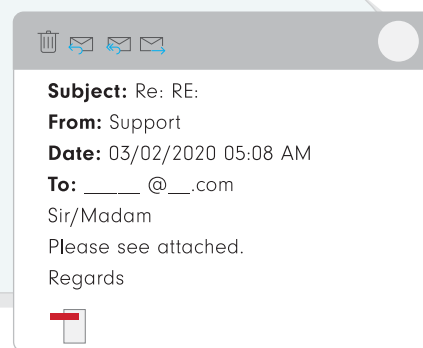 Subject: Re: RE:
From: Support
Date: 03/02/2020 05:08 AM
To: _____ @__.com
Sir/Madam
Please see attached.
Regards